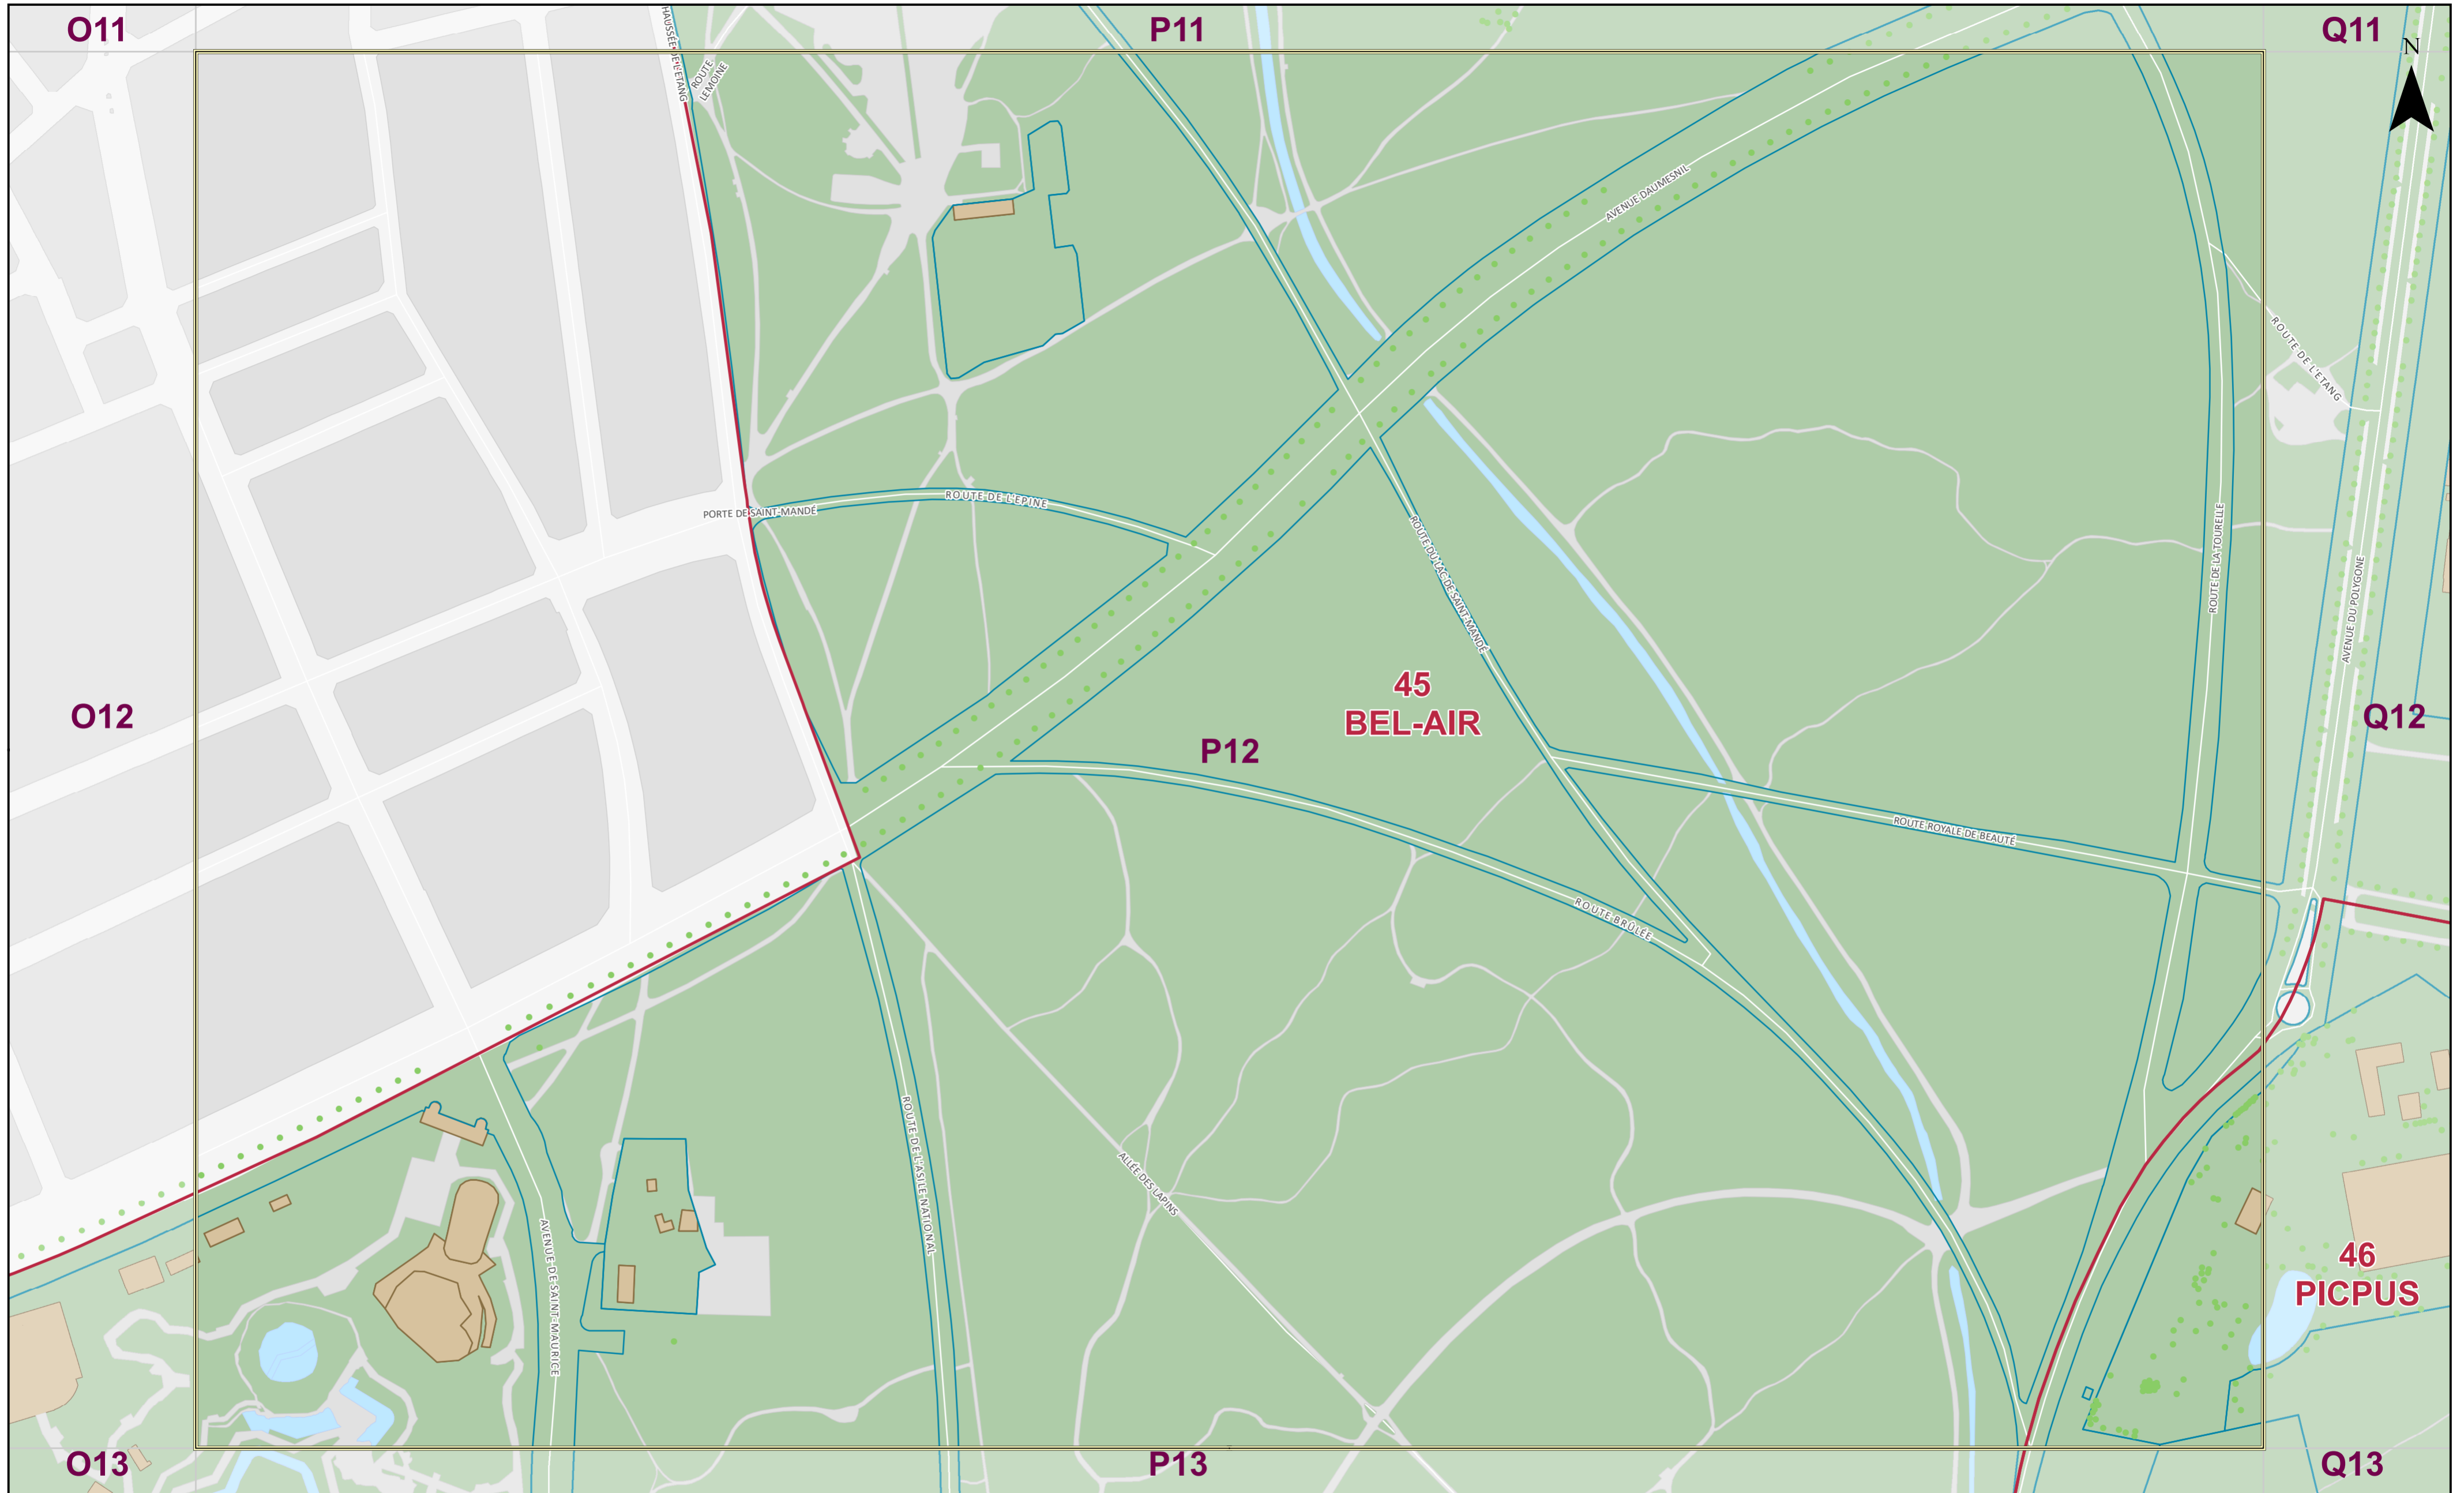 O11
P11
Q11
N
HAUSSÉE DE L'ETANG
ROUTE
LEMOINE
AVENUE DAUMESNIL
ROUTE DE L'ETANG
ROUTE DE L'EPINE
PORTE DE SAINT-MANDÉ
ROUTE DU LAC DE SAINT-MANDÉ
ROUTE DE LA TOURELLE
AVENUE DU POLYGONE
45
BEL-AIR
O12
P12
Q12
ROUTE ROYALE DE BEAUTÉ
ROUTE BRÛLÉE
ROUTE DE L'ASILE NATIONAL
ALLÉE DES LAPINS
AVENUE DE SAINT-MAURICE
46
PICPUS
O13
P13
Q13